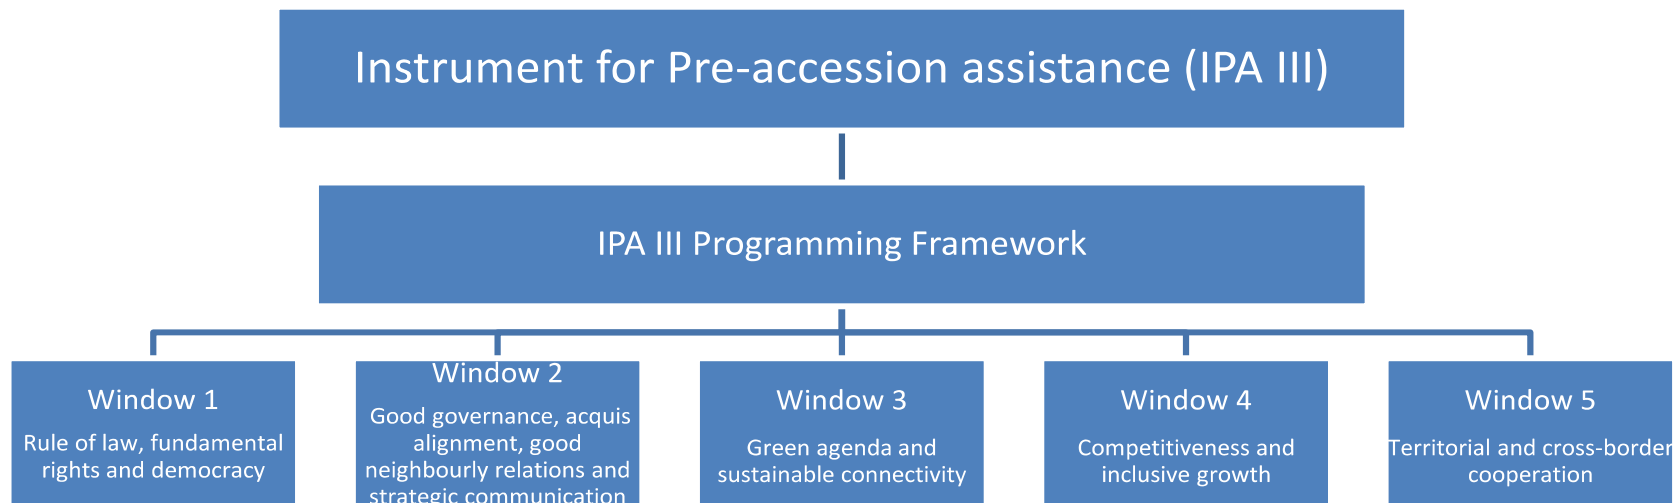 Instrument for Pre-accession assistance (IPA III)
IPA III Programming Framework
Window 1
Rule of law, fundamental
rights and democracy
Window 2
Good governance, acquis
alignment, good
neighbourly relations and
strategic communication
Window 3
Green agenda and
sustainable connectivity
Window 4
Competitiveness and
inclusive growth
Window 5
Territorial and cross-border
cooperation